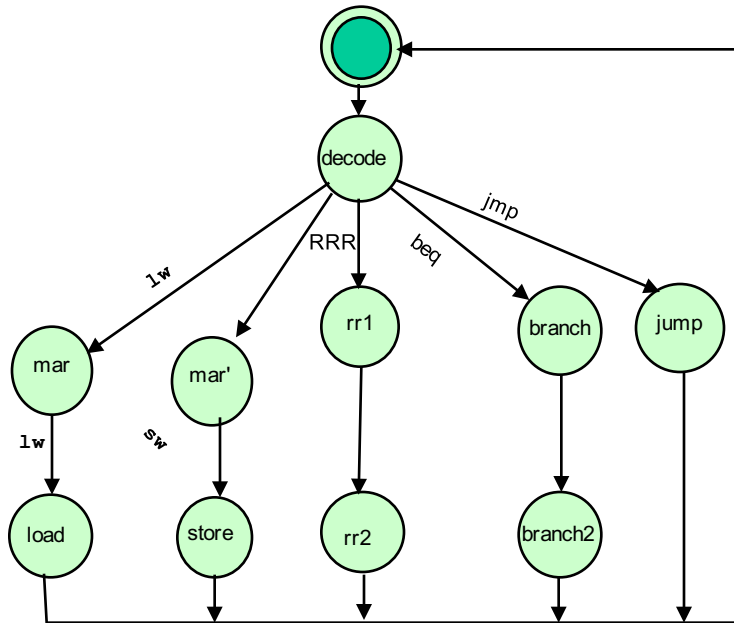 decode
jmp
RRR
beq
lw
rr1
branch
jump
mar
mar'
lw
sw
load
store
rr2
branch2